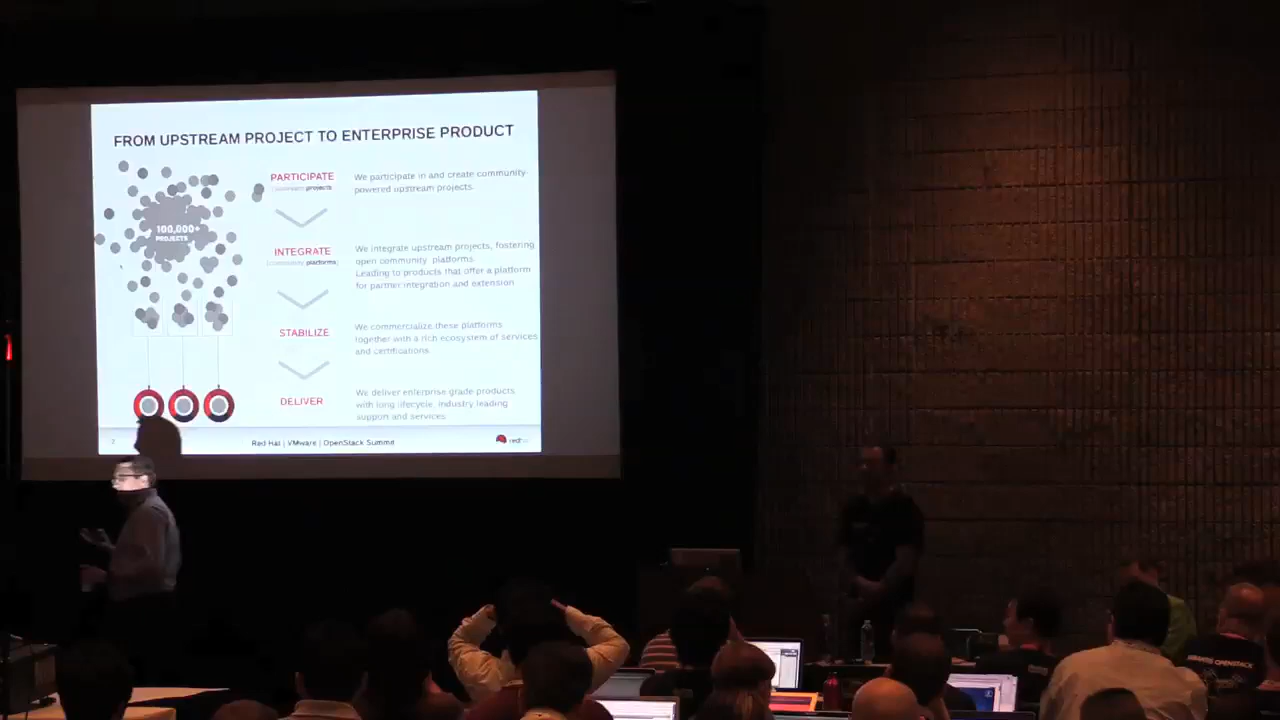 FROM UPSTREAM PROJECT TO ENTERPRISE PRODUCT
100,000+
PROJECTS
PARTICIPATE
projects
We participate in and create community-
powered upstream projects.
INTEGRATE
(community platforms)
We integrate upstream projects, fostering
open community platforms.
Leading to products that offer a platform
for partner integration and extension
STABILIZE
We commercialize these platforms
together with a rich ecosystem of services
and certifications
DELIVER
We deliver enterprise grade products
with long lifecycle, industry leading
support and services
2
Red Hat | VMware | OpenStack Summit
OPENSTACK